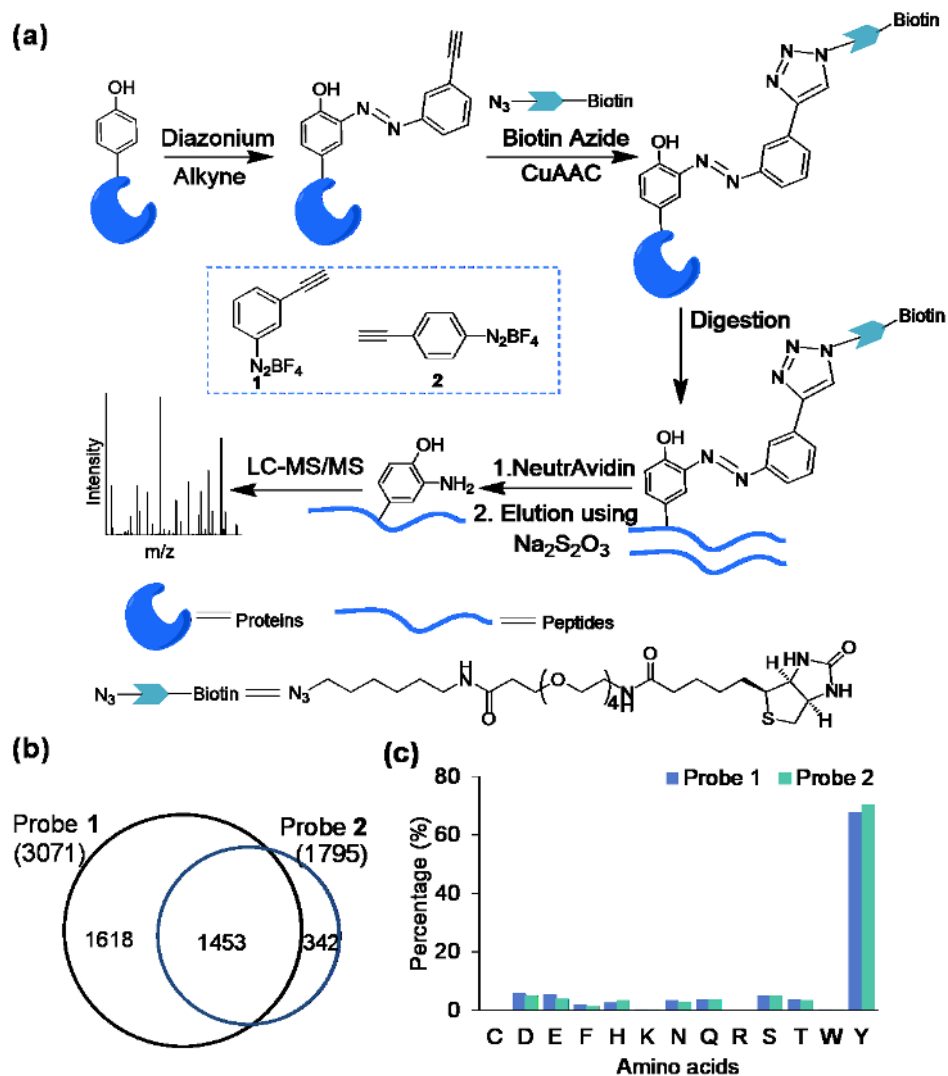 (a)
OH
Diazonium
Alkyne
OH
N
N
N3
Biotin
Biotin Azide
CuAAC
Biotin
N
N
N
OH
N
N
Digestion
N2BF4
1
N2BF4
2
Biotin
N
N
N
OH
N
N
1.NeutrAvidin
2. Elution using
Na2S2O3
OH
NH2
LC-MS/MS
Intensity
m/z
Proteins
Peptides
N3
Biotin
N3
H
N
O
O
4
N
H
O
H
HN
O
NH
S
H
(b)
Probe 1
(3071)
Probe 2
(1795)
1618
1453
342
(c)
Probe 1
Probe 2
Percentage (%)
80
60
40
20
0
C D E F H K N Q R S T W Y
Amino acids